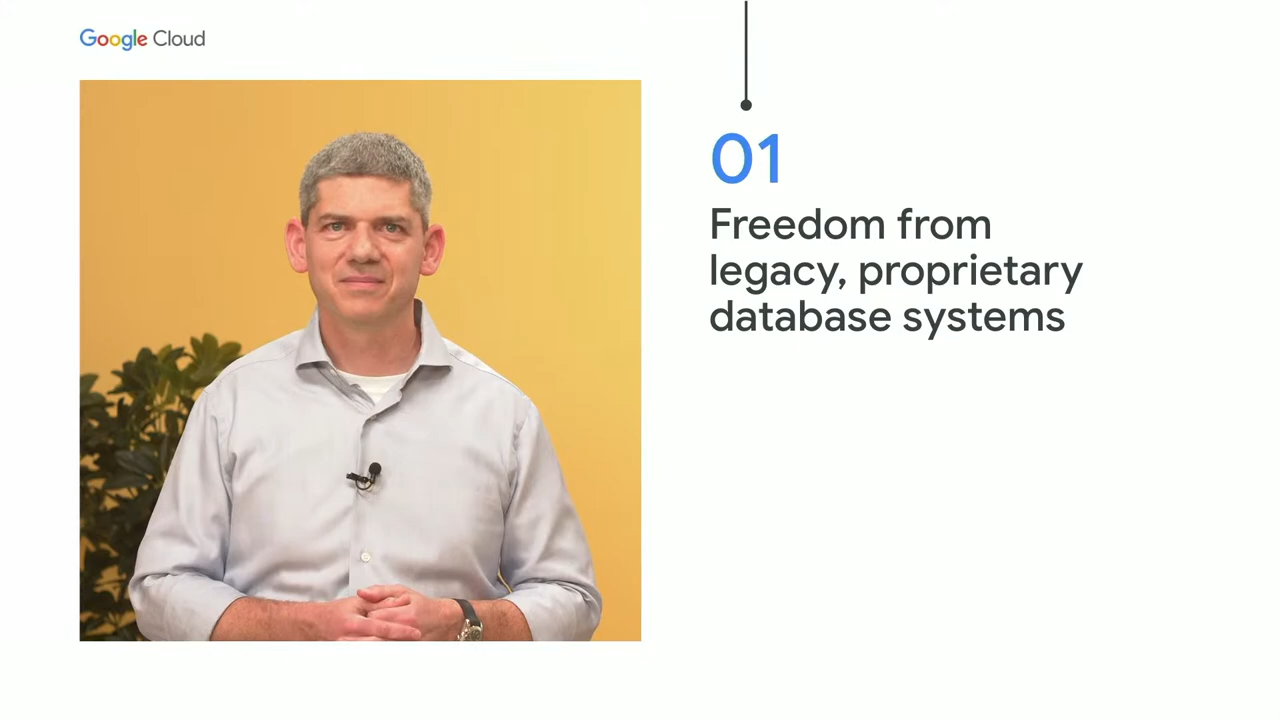 Google Cloud
01
Freedom from
legacy, proprietary
database systems